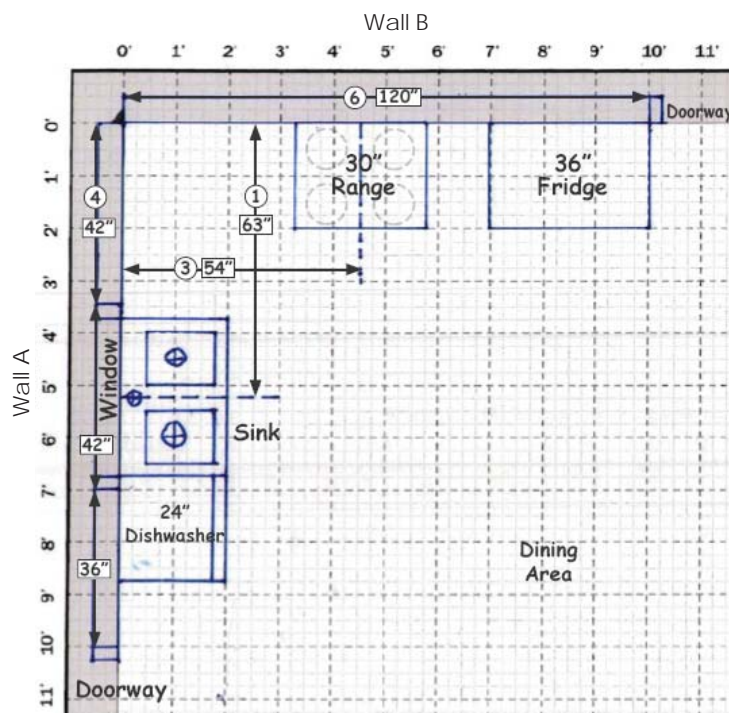 Wall B
0' 1' 2' 3' 4' 5' 6' 7' 8' 9' 10' 11'
6 120"
Doorway
0'
1'
2'
3'
4'
5'
6'
7'
8'
9'
10'
11'
Wall A
4
42"
1
63"
30"
Range
36"
Fridge
3 54"
Window
42"
Sink
24"
Dishwasher
36"
Dining
Area
Doorway